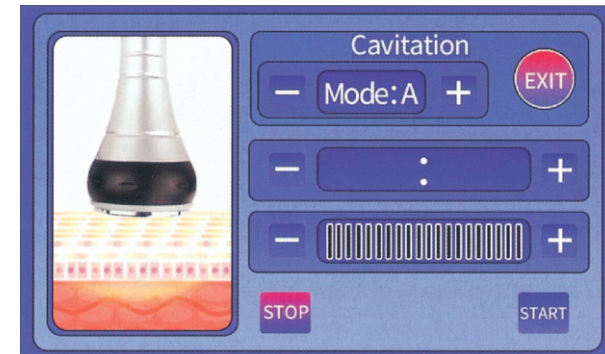 Cavitation
EXIT
− Mode:A +
− : +
− +
STOP
START